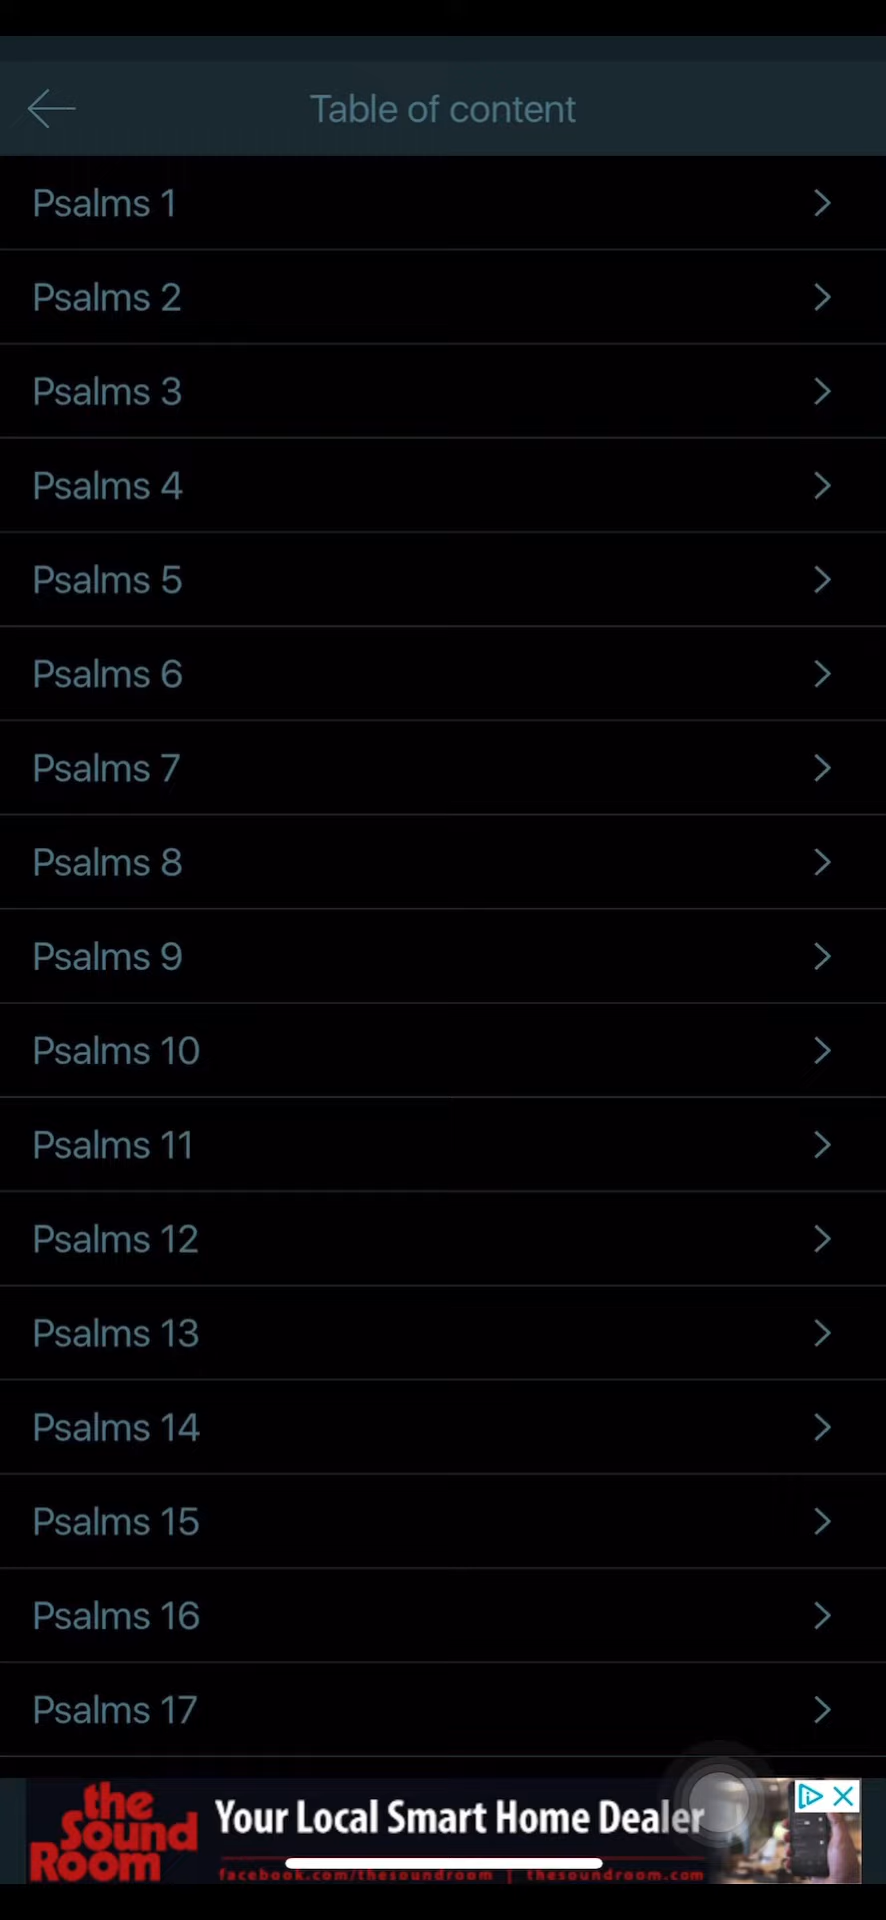 Table of content
Psalms 1
Psalms 2
Psalms 3
Psalms 4
Psalms 5
Psalms 6
Psalms 7
Psalms 8
Psalms 9
Psalms 10
Psalms 11
Psalms 12
Psalms 13
Psalms 14
Psalms 15
Psalms 16
Psalms 17
the
Sound
Room
Your Local Smart Home Dealer
facebook.com/thesoundroom | thesoundroom.com